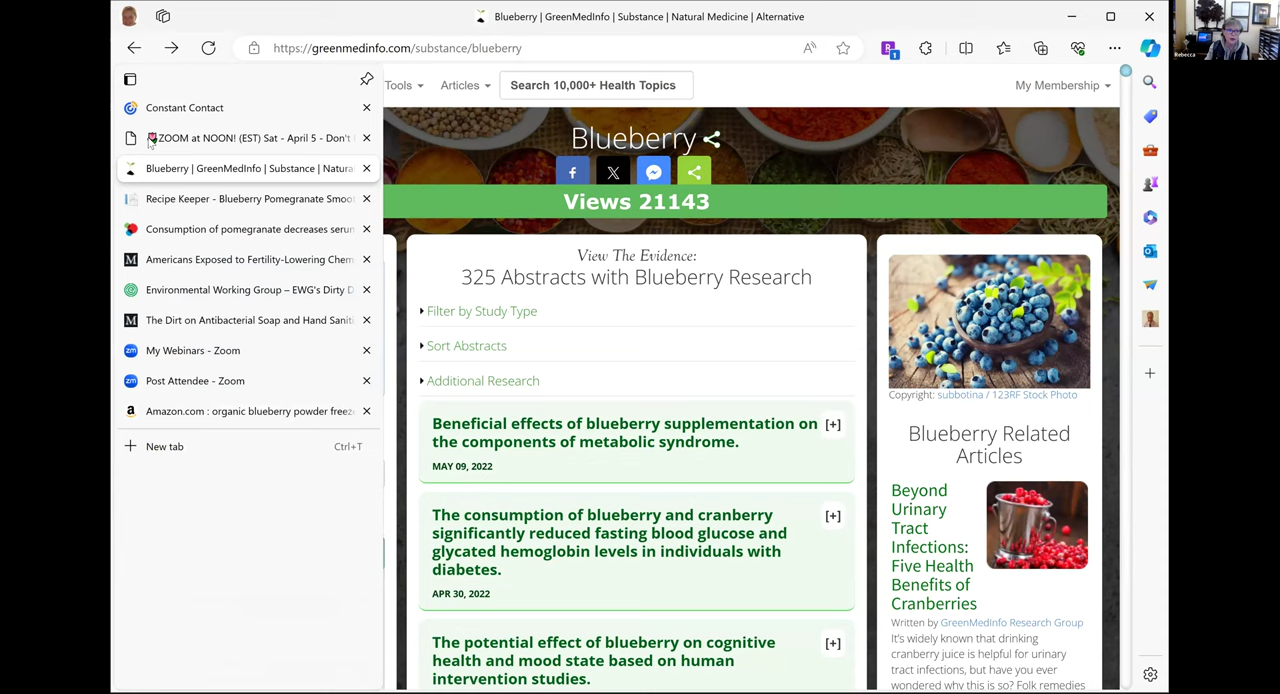 Blueberry | GreenMedInfo | Substance | Natural Medicine | Alternative
https://greenmedinfo.com/substance/blueberry
Rebecca
Constant Contact
ZOOM at NOON! (EST) Sat - April 5 - Don't
Blueberry | GreenMedInfo | Substance | Natura
Recipe Keeper - Blueberry Pomegranate Smoo
Consumption of pomegranate decreases serun
Americans Exposed to Fertility-Lowering Chem
Environmental Working Group – EWG's Dirty D
The Dirt on Antibacterial Soap and Hand Saniti
My Webinars - Zoom
Post Attendee - Zoom
Amazon.com : organic blueberry powder freez
New tab Ctrl+T
Tools Articles Search 10,000+ Health Topics My Membership
Blueberry
Views 21143
View The Evidence:
325 Abstracts with Blueberry Research
Filter by Study Type
Sort Abstracts
Additional Research
Beneficial effects of blueberry supplementation on [+]
the components of metabolic syndrome.
MAY 09, 2022
The consumption of blueberry and cranberry [+]
significantly reduced fasting blood glucose and
glycated hemoglobin levels in individuals with
diabetes.
APR 30, 2022
The potential effect of blueberry on cognitive [+]
health and mood state based on human
intervention studies.
Copyright: subbotina / 123RF Stock Photo
Blueberry Related
Articles
Beyond
Urinary
Tract
Infections:
Five Health
Benefits of
Cranberries
Written by GreenMedInfo Research Group
It's widely known that drinking
cranberry juice is helpful for urinary
tract infections, but have you ever
wondered why this is so? Folk remedies